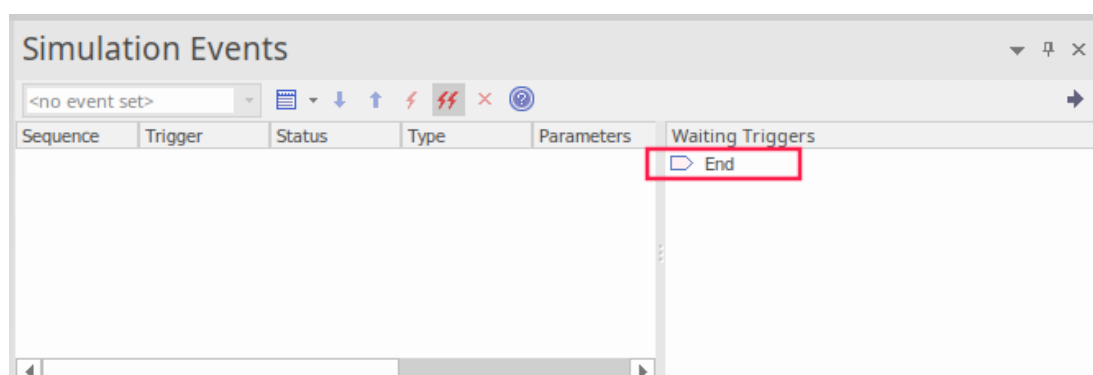 Simulation Events
<no event set>
Sequence Trigger Status Type Parameters Waiting Triggers
End